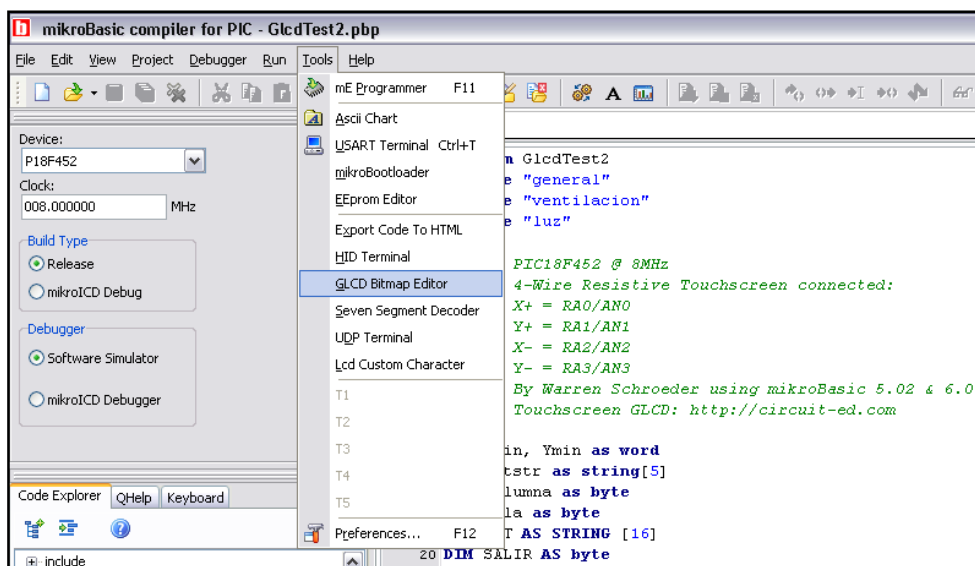 mikroBasic compiler for PIC - GlcdTest2.pbp
File Edit View Project Debugger Run Tools Help
Device:
P18F452
Clock:
008.000000 MHz
Build Type
Release
mikroICD Debug
Debugger
Software Simulator
mikroICD Debugger
Code Explorer QHelp Keyboard
include
mE Programmer F11
Ascii Chart
USART Terminal Ctrl+T
mikroBootloader
EEprom Editor
Export Code To HTML
HID Terminal
GLCD Bitmap Editor
Seven Segment Decoder
UDP Terminal
Lcd Custom Character
T1
T2
T3
T4
T5
Preferences... F12
n GlcdTest2
e "general"
e "ventilacion"
e "luz"
PIC18F452 @ 8MHz
4-Wire Resistive Touchscreen connected:
X+ = RA0/AN0
Y+ = RA1/AN1
X- = RA2/AN2
Y- = RA3/AN3
By Warren Schroeder using mikroBasic 5.02 & 6.0
Touchscreen GLCD: http://circuit-ed.com
in, Ymin as word
tstr as string[5]
lumna as byte
la as byte
T AS STRING [16]
20 DIM SALIR AS byte